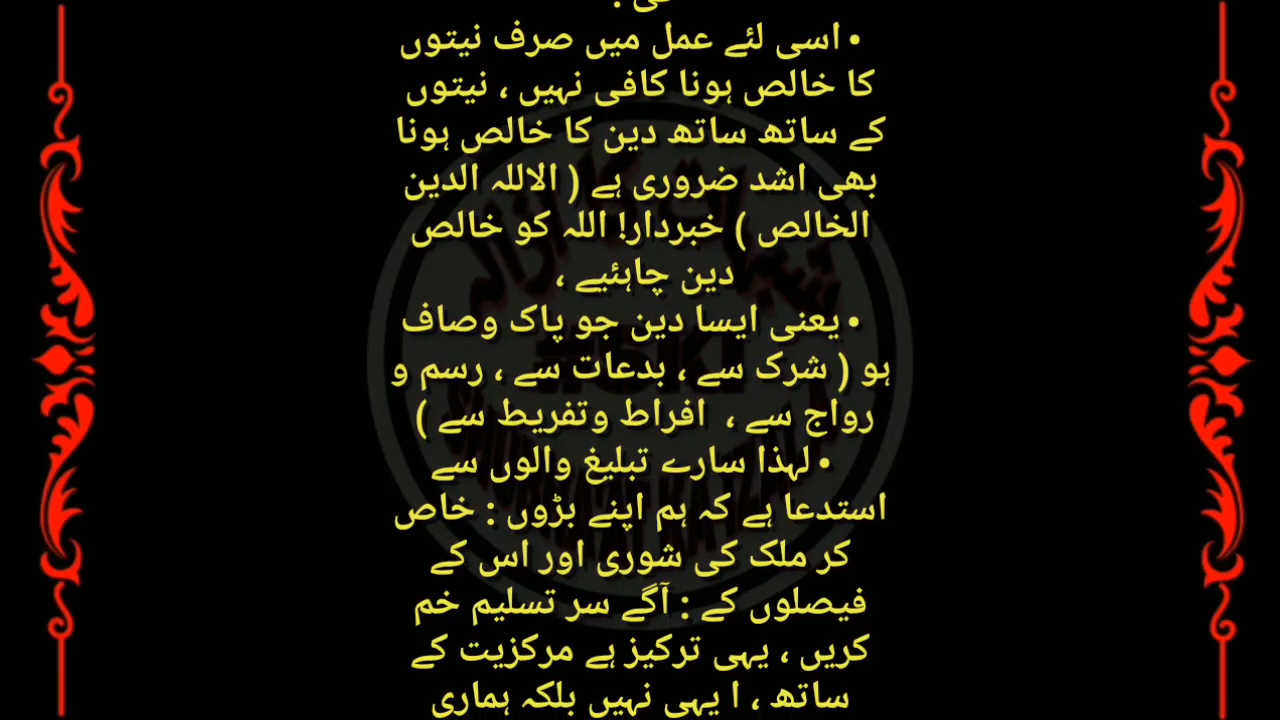 • اسی لئے عمل میں صرف نیتوں
کا خالص ہونا کافی نہیں ، نیتوں
کے ساتھ ساتھ دین کا خالص ہونا
بھی اشد ضروری ہے ( الاللہ الدین
الخالص ) خبردار! اللہ کو خالص
دین چاہئیے ،
• یعنی ایسا دین جو پاک وصاف
ہو ( شرک سے ، بدعات سے ، رسم و
رواج سے ، افراط وتفریط سے )
• لہذا سارے تبلیغ والوں سے
استدعا ہے کہ ہم اپنے بڑوں : خاص
کر ملک کی شوری اور اس کے
فیصلوں کے : آگے سر تسلیم خم
کریں ، یہی ترکیز ہے مرکزیت کے
ساتھ ، ا یہی نہیں بلکہ ہماری